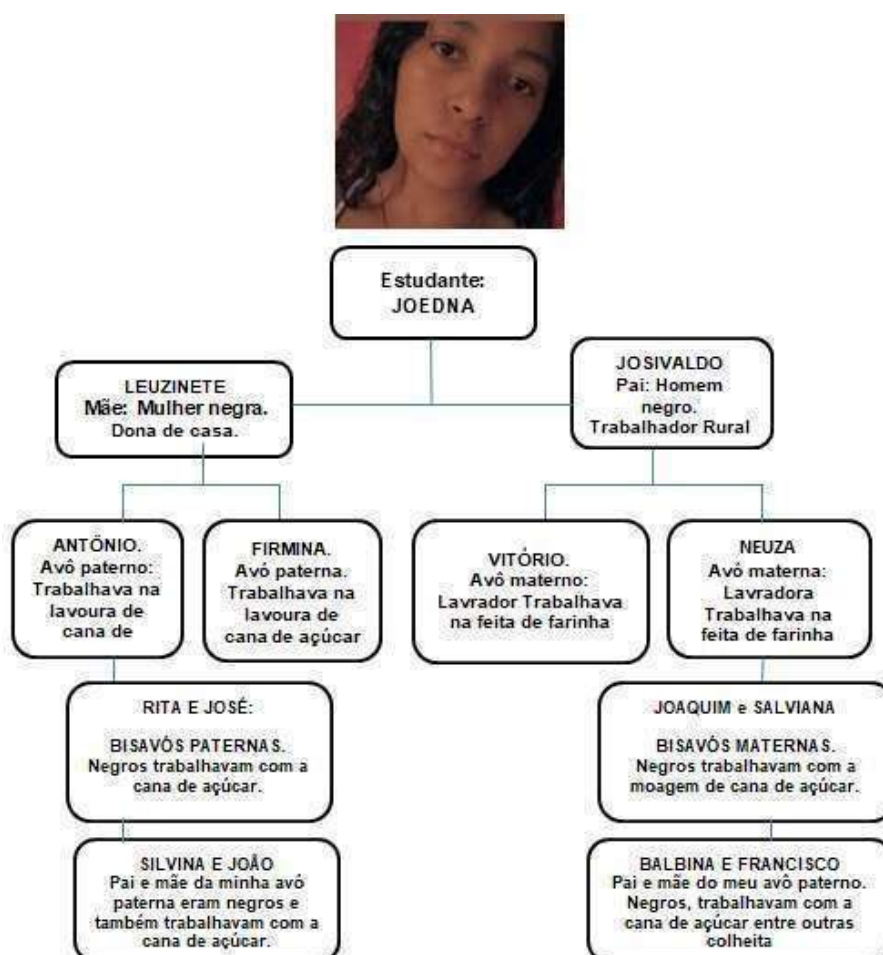 Estudante:
JOEDNA
LEUZINETE
Mãe: Mulher negra.
Dona de casa.
JOSIVALDO
Pai: Homem
negro.
Trabalhador Rural
ANTÔNIO.
Avô paterno:
Trabalhava na
lavoura de
cana de
FIRMINA.
Avó paterna.
Trabalhava na
lavoura de
cana de açúcar
VITÓRIO.
Avô materno:
Lavrador Trabalhava
na feita de farinha
NEUZA
Avó materna:
Lavradora
Trabalhava na
feita de farinha
RITA E JOSÉ:
BISAVÓS PATERNAS.
Negros trabalhavam com a
cana de açúcar.
JOAQUIM e SALVIANA
BISAVÓS MATERNAS.
Negros trabalhavam com a
moagem de cana de açúcar.
SILVINA E JOÃO
Pai e mãe da minha avó
paterna eram negros e
também trabalhavam com a
cana de açúcar.
BALBINA E FRANCISCO
Pai e mãe do meu avô paterno.
Negros, trabalhavam com a
cana de açúcar entre outras
colheita